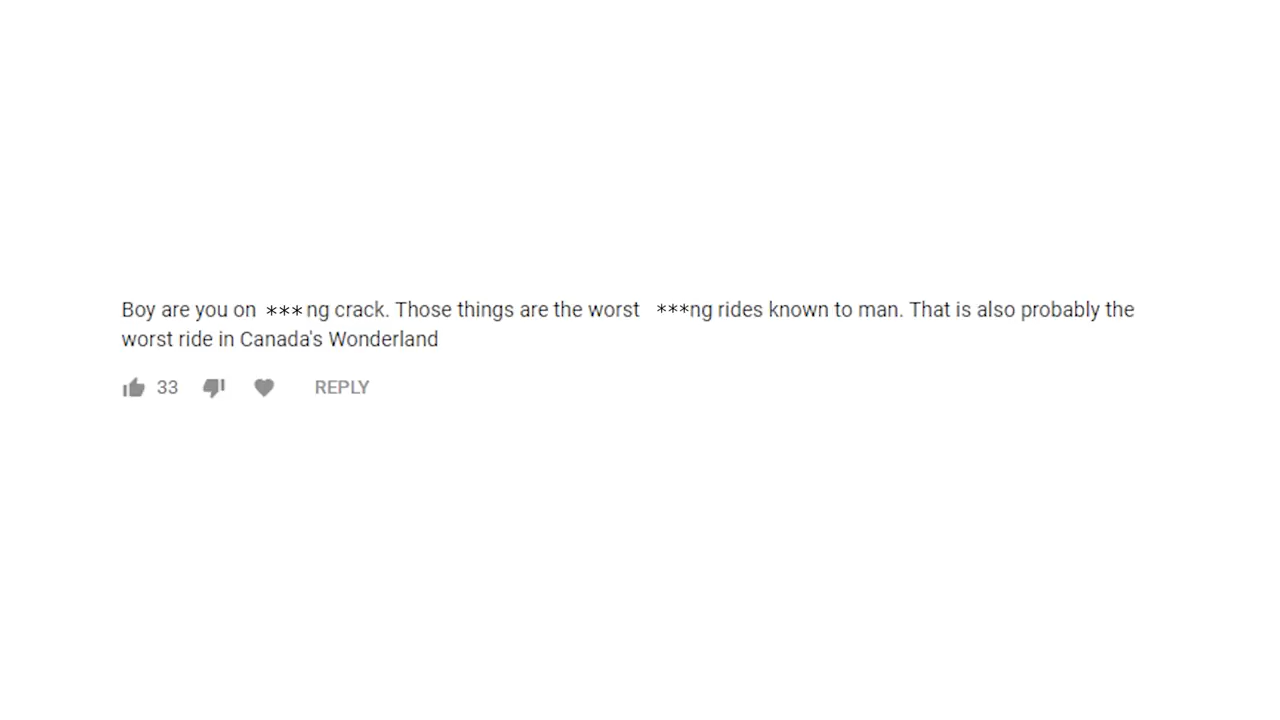 Boy are you on ***ng crack. Those things are the worst ***ng rides known to man. That is also probably the
worst ride in Canada's Wonderland
33 REPLY